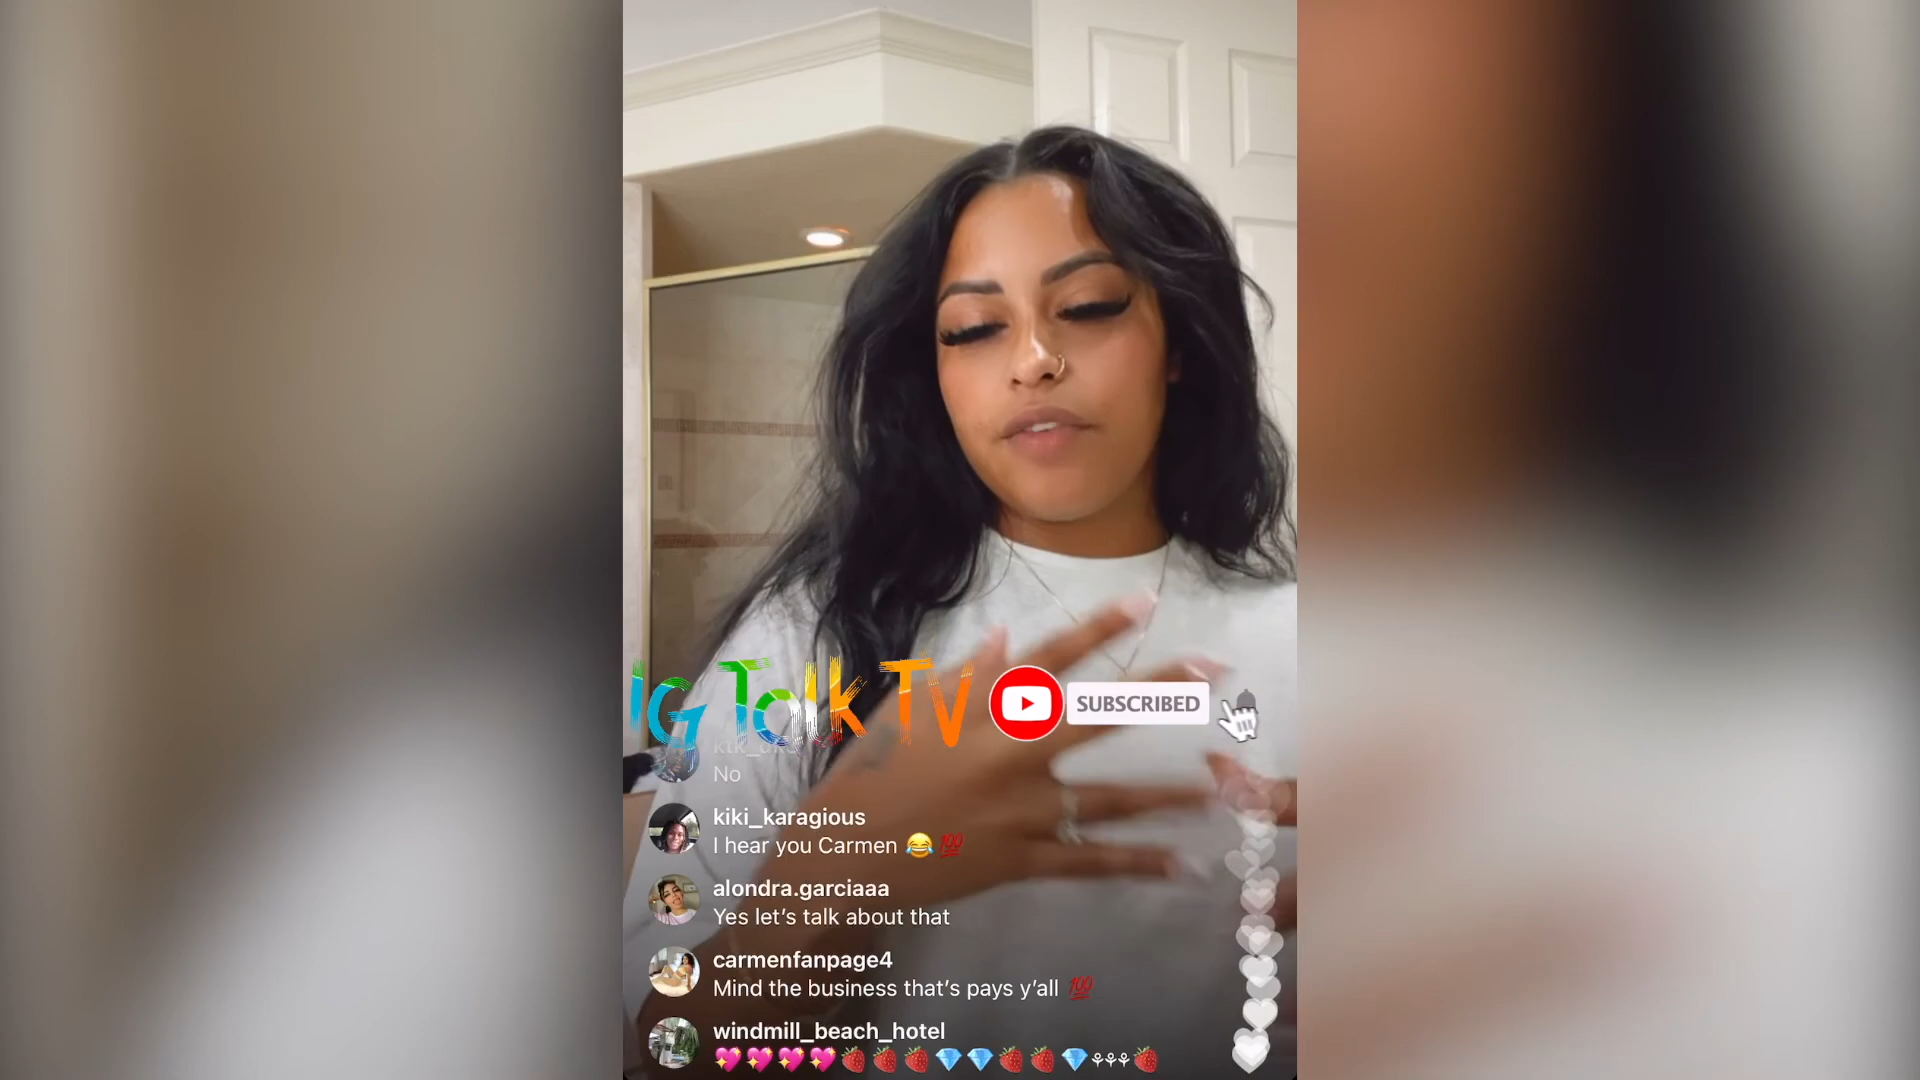 IG Talk TV
SUBSCRIBED
No
kiki_karagious
I hear you Carmen 😂 💯
alondra.garciaaa
Yes let's talk about that
carmenfanpage4
Mind the business that's pays y'all 💯
windmill_beach_hotel
💖💖💖💖🍓🍓🍓💎💎🍓🍓💎⚘⚘⚘🍓